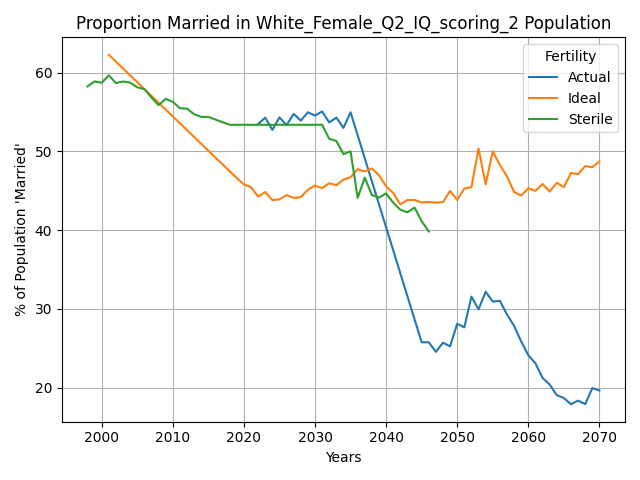 Proportion Married in White_Female_Q2_IQ_scoring_2 Population
Fertility
Actual
Ideal
Sterile
% of Population 'Married'
60
50
40
30
20
2000 2010 2020 2030 2040 2050 2060 2070
Years